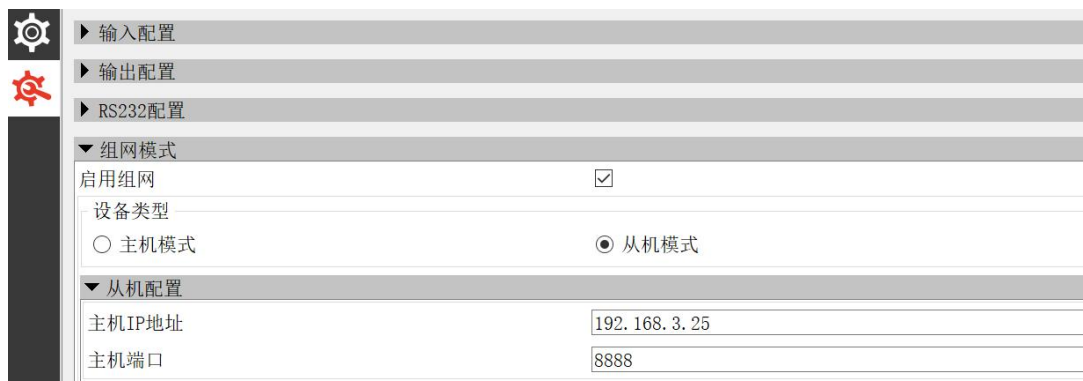 输入配置
输出配置
RS232配置
组网模式
启用组网
设备类型
主机模式 从机模式
从机配置
主机IP地址 192.168.3.25
主机端口 8888